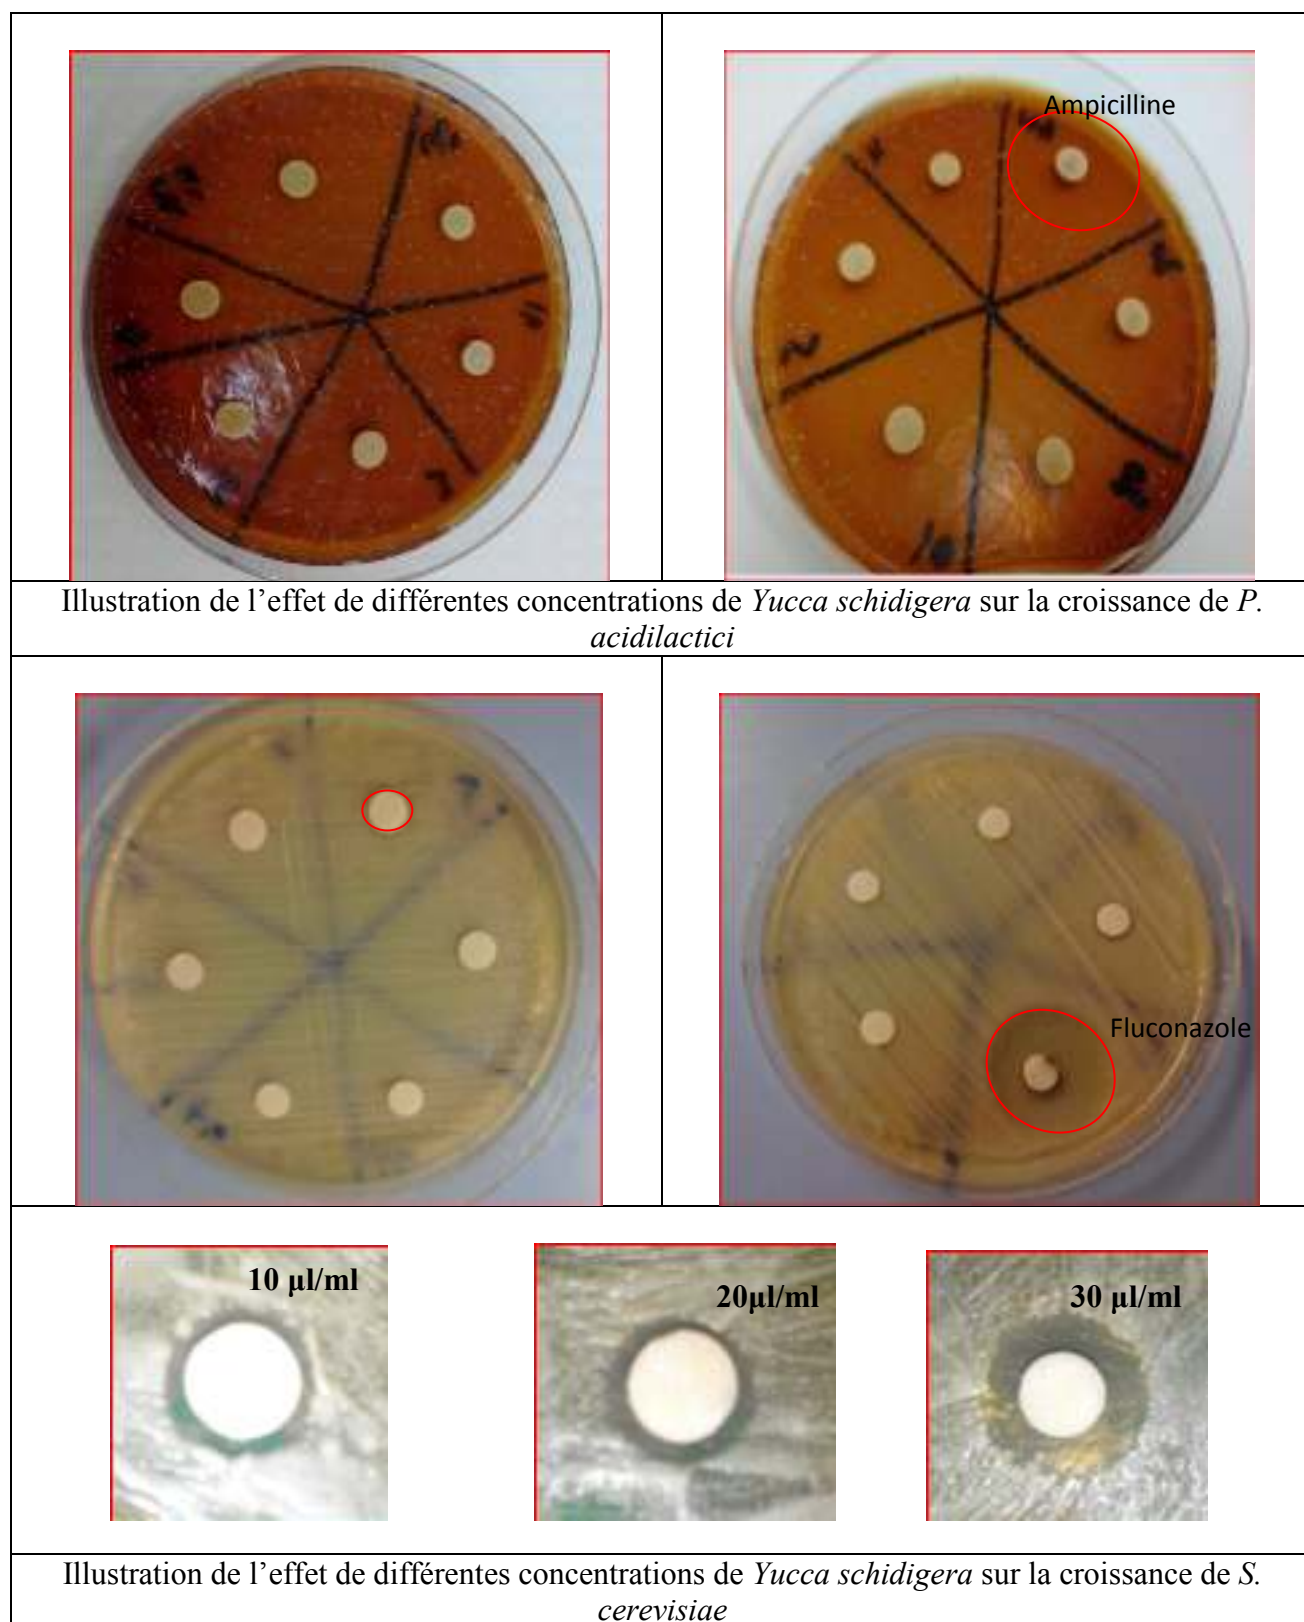 Ampicilline
Illustration de l’effet de différentes concentrations de Yucca schidigera sur la croissance de P.
acidilactici
Fluconazole
10 µl/ml
20µl/ml
30 µl/ml
Illustration de l’effet de différentes concentrations de Yucca schidigera sur la croissance de S.
cerevisiae